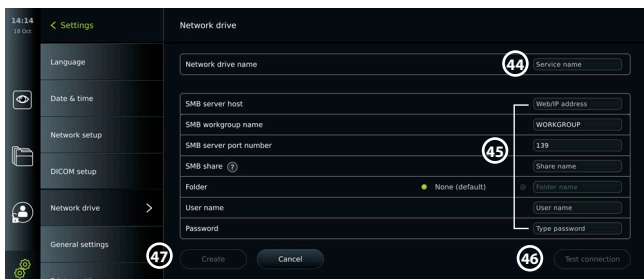 14:14
18 Oct
Settings
Network drive
Language
Network drive name
44
Service name
Date & time
SMB server host
Web/IP address
SMB workgroup name
WORKGROUP
Network setup
SMB server port number
45
139
SMB share ?
Share name
DICOM setup
Folder
None (default)
Folder name
Network drive
User name
User name
Password
Type password
General settings
47
Create
Cancel
46
Test connection